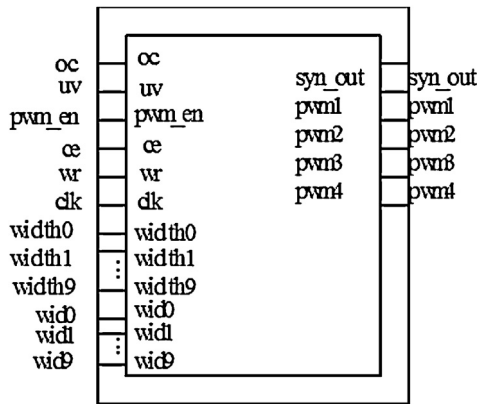 oc oc
syn_out syn_out
uv uv
pwm1 pwm1
pwm_en pwm_en
pwm2 pwm2
ce ce
pwm3 pwm3
wr wr
pwm4 pwm4
clk clk
width0 width0
width1 width1
⋮
width9 width9
wid0 wid0
wid1 wid1
⋮
wid9 wid9